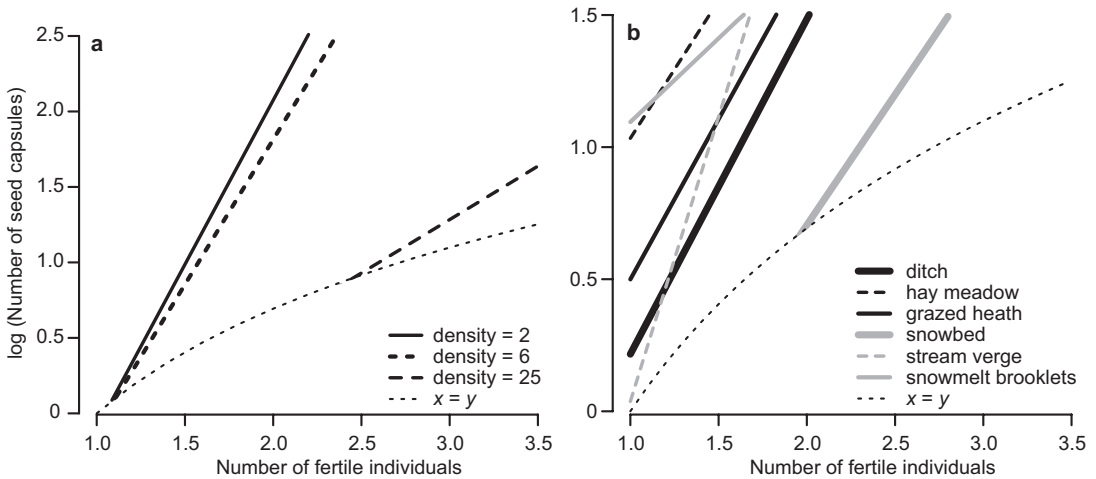 a
2.5
2.0
1.5
1.0
0.5
0
log (Number of seed capsules)
density = 2
density = 6
density = 25
x = y
1.0 1.5 2.0 2.5 3.0 3.5
Number of fertile individuals
b
1.5
1.0
0.5
0
ditch
hay meadow
grazed heath
snowbed
stream verge
snowmelt brooklets
x = y
1.0 1.5 2.0 2.5 3.0 3.5
Number of fertile individuals